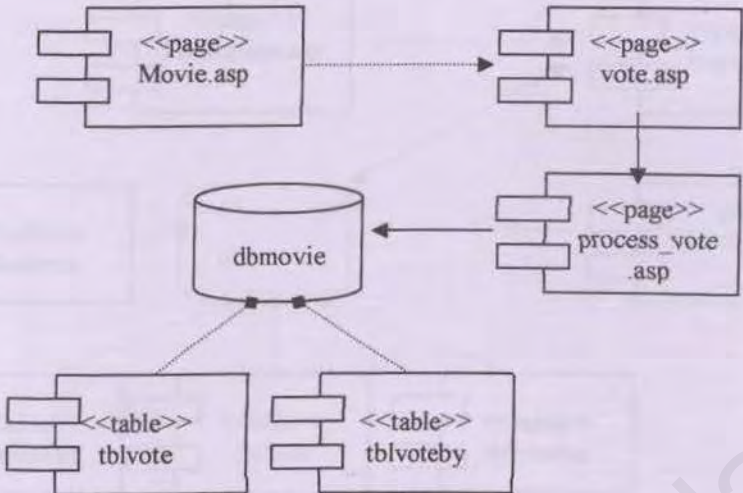 <<page>>
Movie.asp
<<page>>
vote.asp
<<page>>
process_vote
.asp
dbmovie
<<table>>
tblvote
<<table>>
tblvoteby